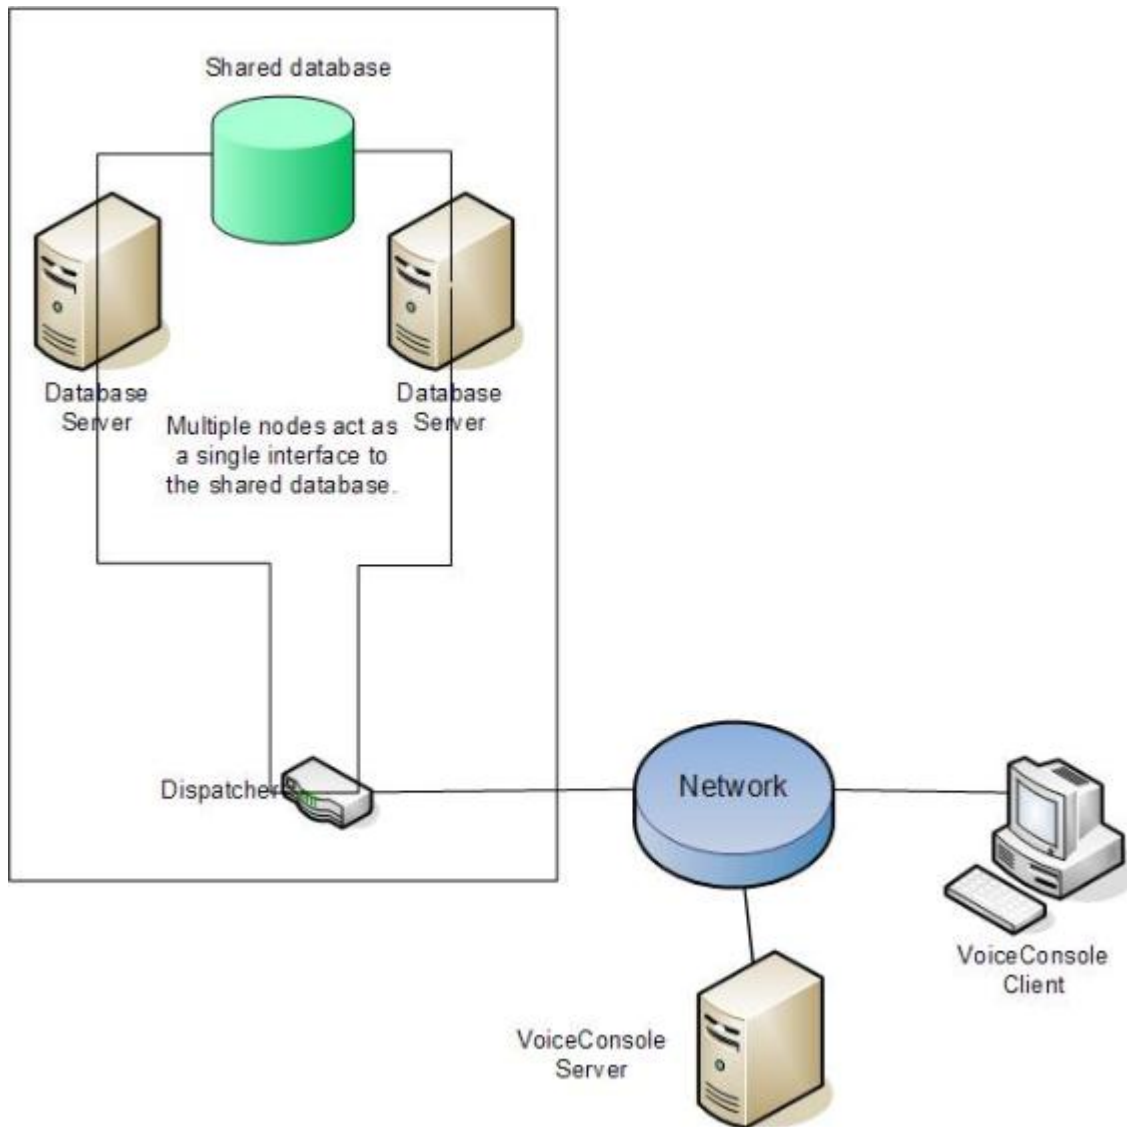 Shared database
Database
Server
Database
Server
Multiple nodes act as
a single interface to
the shared database.
Dispatcher
Network
VoiceConsole
Client
VoiceConsole
Server